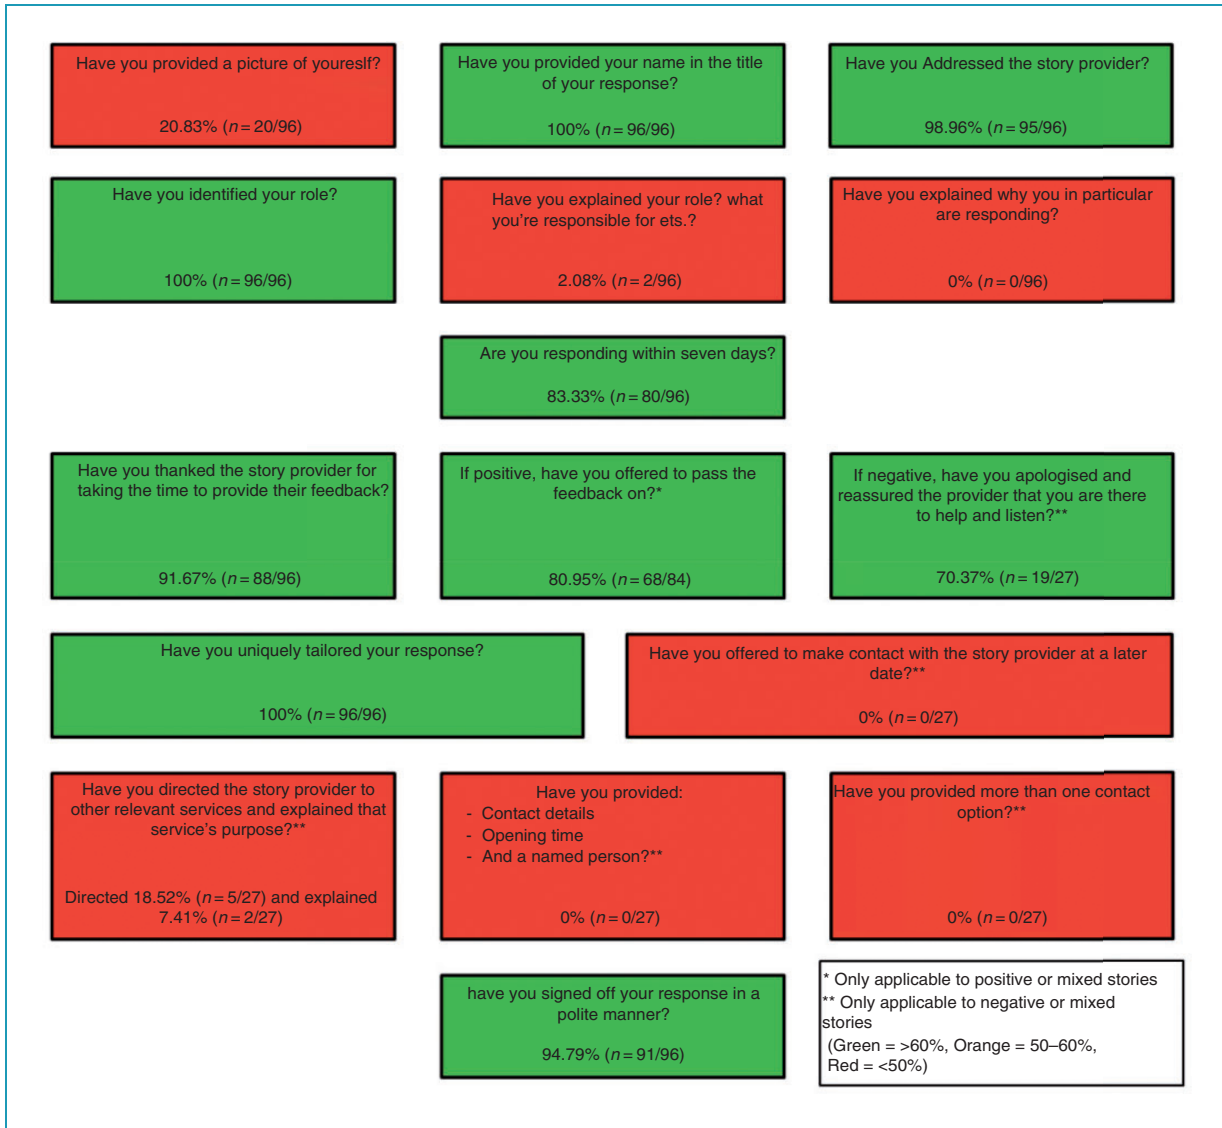 Have you provided a picture of youreslf?
20.83% (n = 20/96)
Have you provided your name in the title
of your response?
100% (n = 96/96)
Have you Addressed the story provider?
98.96% (n = 95/96)
Have you identified your role?
100% (n = 96/96)
Have you explained your role? what
you're responsible for ets.?
2.08% (n = 2/96)
Have you explained why you in particular
are responding?
0% (n = 0/96)
Are you responding within seven days?
83.33% (n = 80/96)
Have you thanked the story provider for
taking the time to provide their feedback?
91.67% (n = 88/96)
If positive, have you offered to pass the
feedback on?*
80.95% (n = 68/84)
If negative, have you apologised and
reassured the provider that you are there
to help and listen?**
70.37% (n = 19/27)
Have you uniquely tailored your response?
100% (n = 96/96)
Have you offered to make contact with the story provider at a later
date?**
0% (n = 0/27)
Have you directed the story provider to
other relevant services and explained that
service's purpose?**
Directed 18.52% (n = 5/27) and explained
7.41% (n = 2/27)
Have you provided:
- Contact details
- Opening time
- And a named person?**
0% (n = 0/27)
Have you provided more than one contact
option?**
0% (n = 0/27)
have you signed off your response in a
polite manner?
94.79% (n = 91/96)
* Only applicable to positive or mixed stories
** Only applicable to negative or mixed
stories
(Green = >60%, Orange = 50–60%,
Red = <50%)